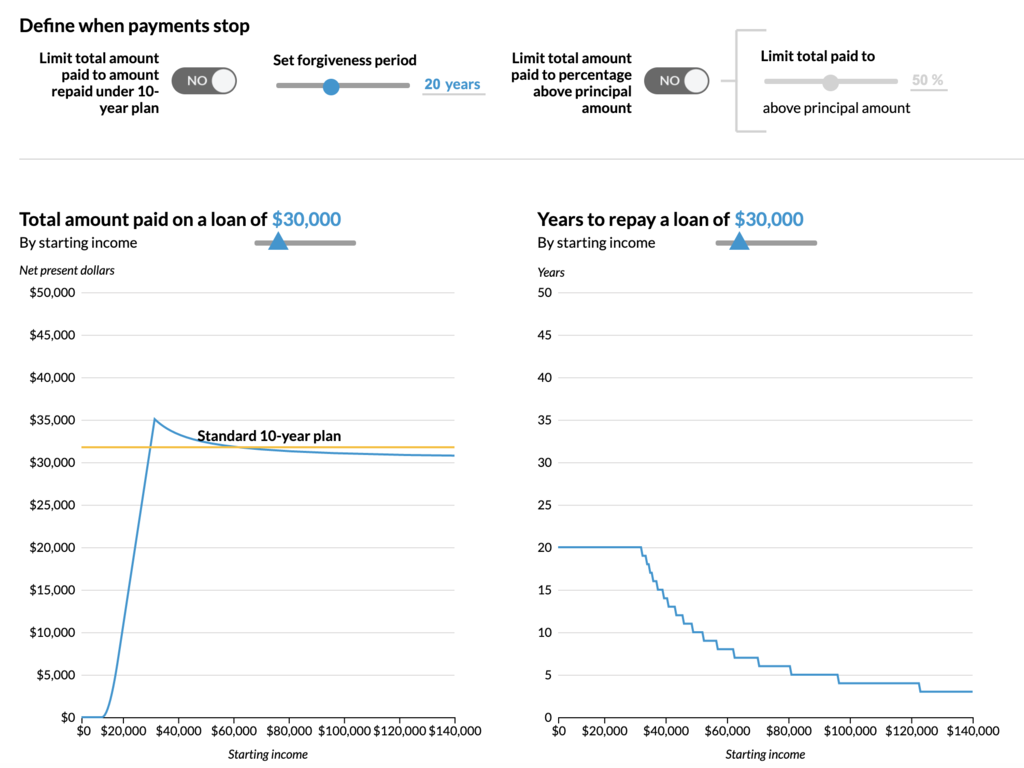 Define when payments stop
Limit total amount
paid to amount
repaid under 10-
year plan
NO
Set forgiveness period
20 years
Limit total amount
paid to percentage
above principal
amount
NO
Limit total paid to
50 %
above principal amount
Total amount paid on a loan of $30,000
By starting income
Net present dollars
$50,000
$45,000
$40,000
$35,000
$30,000
$25,000
$20,000
$15,000
$10,000
$5,000
$0
Standard 10-year plan
$0 $20,000 $40,000 $60,000 $80,000 $100,000 $120,000 $140,000
Starting income
Years to repay a loan of $30,000
By starting income
Years
50
45
40
35
30
25
20
15
10
5
0
$0 $20,000 $40,000 $60,000 $80,000 $100,000 $120,000 $140,000
Starting income